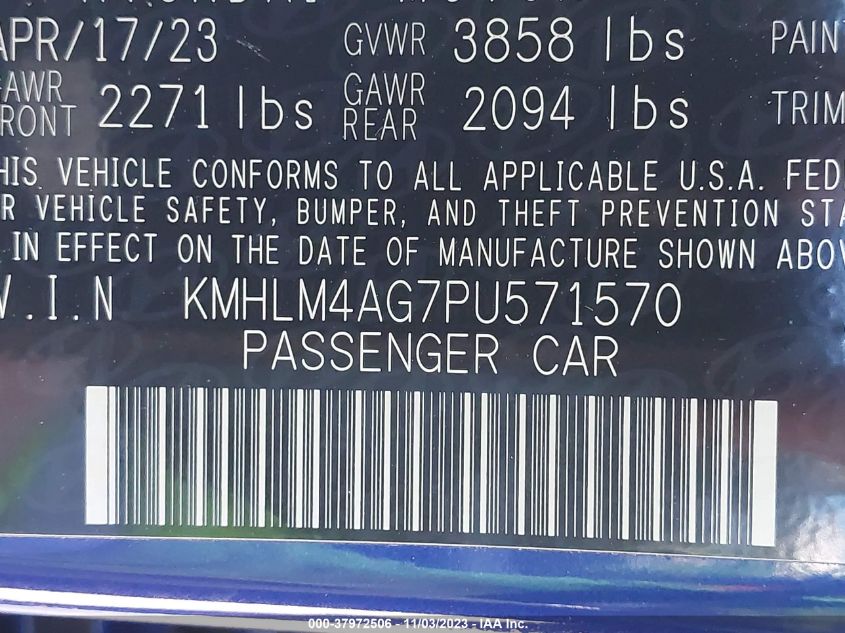 APR/17/23 GVWR 3858 lbs PAIN
GAWR FRONT 2271 lbs GAWR REAR 2094 lbs TRIM
HIS VEHICLE CONFORMS TO ALL APPLICABLE U.S.A. FED
R VEHICLE SAFETY, BUMPER, AND THEFT PREVENTION STA
IN EFFECT ON THE DATE OF MANUFACTURE SHOWN ABOV
V.I.N KMHLM4AG7PU571570
PASSENGER CAR
000-37972506 - 11/03/2023 - IAA Inc.